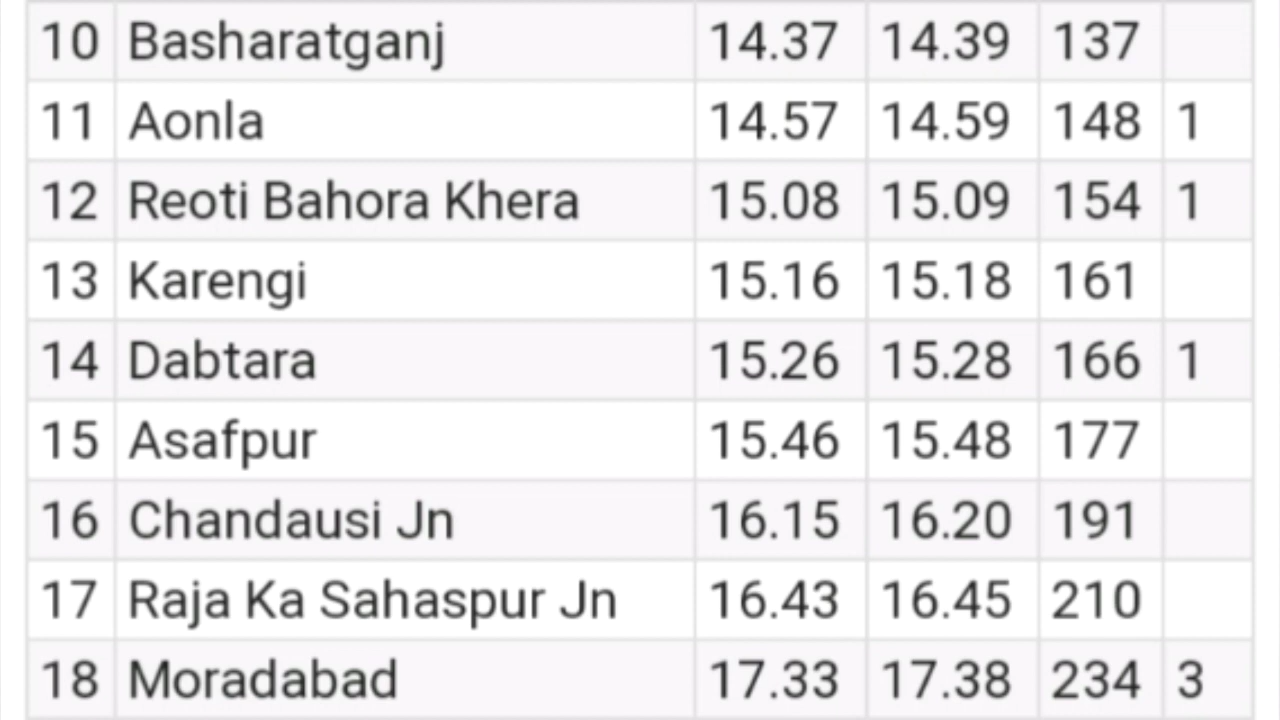 10 Basharatganj 14.37 14.39 137
11 Aonla 14.57 14.59 148 1
12 Reoti Bahora Khera 15.08 15.09 154 1
13 Karengi 15.16 15.18 161
14 Dabtara 15.26 15.28 166 1
15 Asafpur 15.46 15.48 177
16 Chandausi Jn 16.15 16.20 191
17 Raja Ka Sahaspur Jn 16.43 16.45 210
18 Moradabad 17.33 17.38 234 3